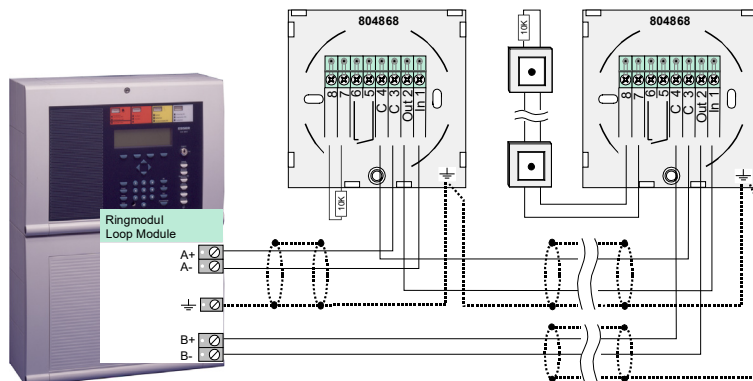 804868
8
7
6
5
C 4
C 3
Out 2
In 1
10K
10K
804868
8
7
6
5
C 4
C 3
Out 2
In 1
Ringmodul
Loop Module
A+
A-
B+
B-